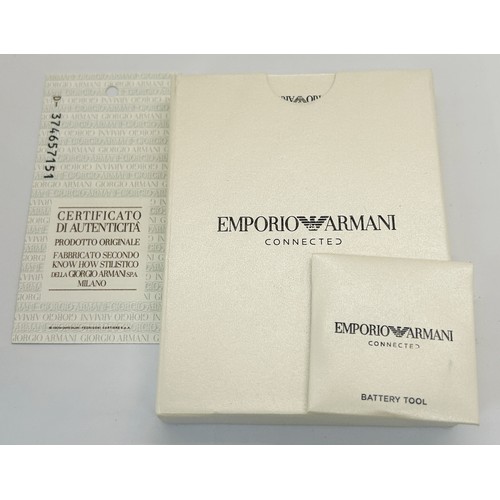 D- 374657151
CERTIFICATO
DI AUTENTICITÁ
PRODOTTO ORIGINALE
FABBRICATO SECONDO
KNOW HOW STILISTICO
DELLA GIORGIO ARMANI SPA
MILANO
EMPORIO ARMANI
CONNECTED
EMPORIO ARMANI
CONNECTED
BATTERY TOOL